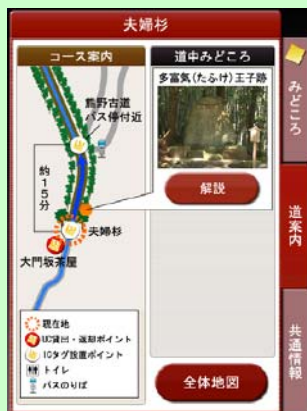 夫婦杉
コース案内
道中みどころ
熊野古道
バス停付近
約15分
夫婦杉
大門坂茶屋
多富気(たふけ)王子跡
解説
現在地
UC貸出・返却ポイント
ICタグ設置ポイント
トイレ
バスのりば
全体地図
みどころ
道案内
共通情報